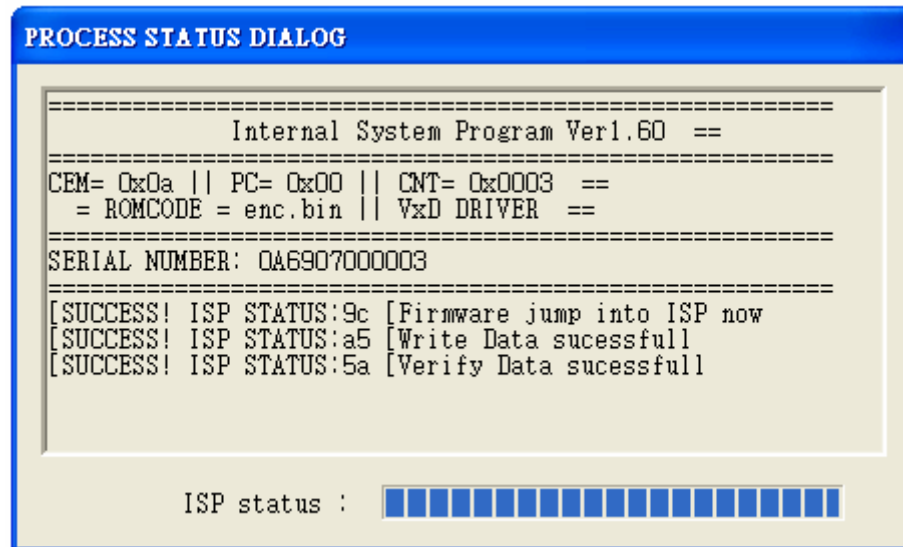 PROCESS STATUS DIALOG
========================================================
Internal System Program Ver1.60  ==
========================================================
CEM= 0x0a || PC= 0x00 || CNT= 0x0003  ==
= ROMCODE = enc.bin || VxD DRIVER  ==
========================================================
SERIAL NUMBER: 0A6907000003
========================================================
[SUCCESS! ISP STATUS:9c [Firmware jump into ISP now
[SUCCESS! ISP STATUS:a5 [Write Data sucessfull
[SUCCESS! ISP STATUS:5a [Verify Data sucessfull
ISP status :